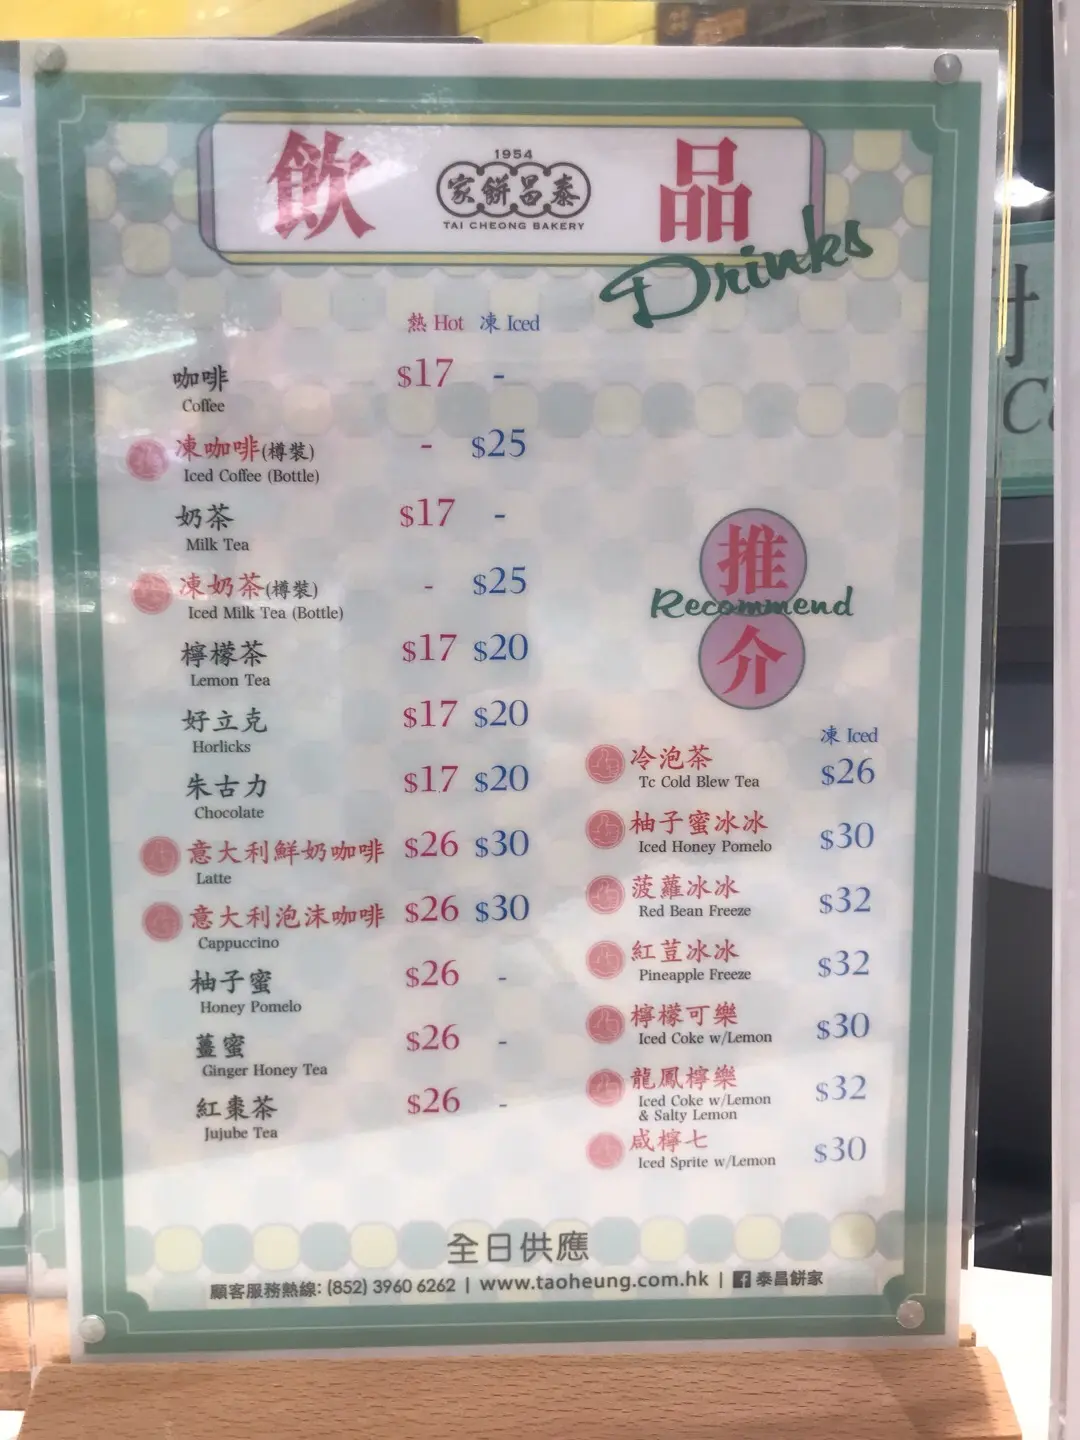 飲 品
1954
家餅昌泰
TAI CHEONG BAKERY
Drinks
熱 Hot 凍 Iced
咖啡 $17 -
Coffee
凍咖啡(樽裝) - $25
Iced Coffee (Bottle)
奶茶 $17 -
Milk Tea
凍奶茶(樽裝) - $25
Iced Milk Tea (Bottle)
檸檬茶 $17 $20
Lemon Tea
好立克 $17 $20
Horlicks
朱古力 $17 $20
Chocolate
意大利鮮奶咖啡 $26 $30
Latte
意大利泡沫咖啡 $26 $30
Cappuccino
柚子蜜 $26 -
Honey Pomelo
薑蜜 $26 -
Ginger Honey Tea
紅棗茶 $26 -
Jujube Tea
推
Recommend
介
凍 Iced
冷泡茶 $26
Tc Cold Blew Tea
柚子蜜冰冰 $30
Iced Honey Pomelo
菠蘿冰冰 $32
Red Bean Freeze
紅荳冰冰 $32
Pineapple Freeze
檸檬可樂 $30
Iced Coke w/Lemon
龍鳳檸樂 $32
Iced Coke w/Lemon
& Salty Lemon
咸檸七 $30
Iced Sprite w/Lemon
全日供應
顧客服務熱線: (852) 3960 6262 | www.taoheung.com.hk | 泰昌餅家